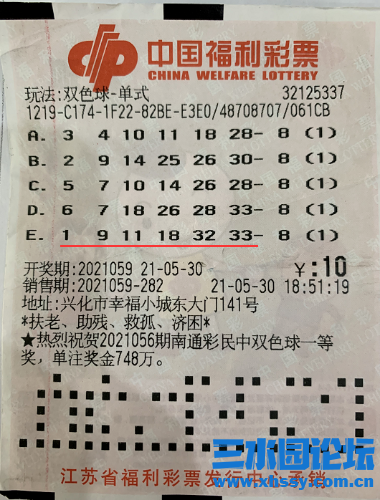 中国福利彩票
CHINA WELFARE LOTTERY
玩法:双色球-单式 32125337
1219-C174-1F22-82BE-E3E0/48708707/061CB
A. 3 4 10 11 18 28- 8 (1)
B. 2 9 14 25 26 30- 8 (1)
C. 5 7 10 14 26 28- 8 (1)
D. 6 7 18 26 28 33- 8 (1)
E. 1 9 11 18 32 33- 8 (1)
开奖期:2021059 21-05-30 ¥:10
销售期:2021059-282 21-05-30 18:51:19
地址:兴化市幸福小城东大门141号
*扶老、助残、救孤、济困*
★热烈祝贺2021056期南通彩民中双色球一等
奖，单注奖金748万。
江苏省福利彩票发行中心承销
三水园论坛
www.xhssy.com